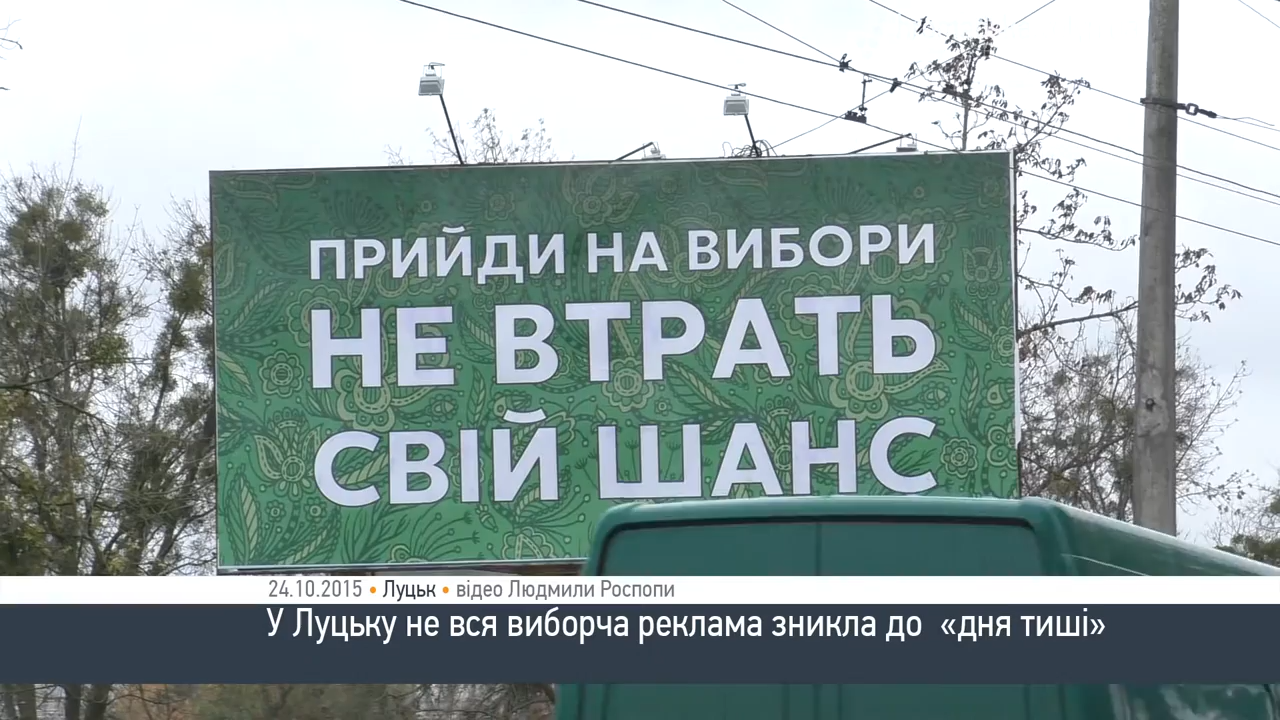 ПРИЙДИ НА ВИБОРИ
НЕ ВТРАТЬ
СВІЙ ШАНС
24.10.2015 • Луцьк • відео Людмили Роспопи
У Луцьку не вся виборча реклама зникла до «дня тиші»